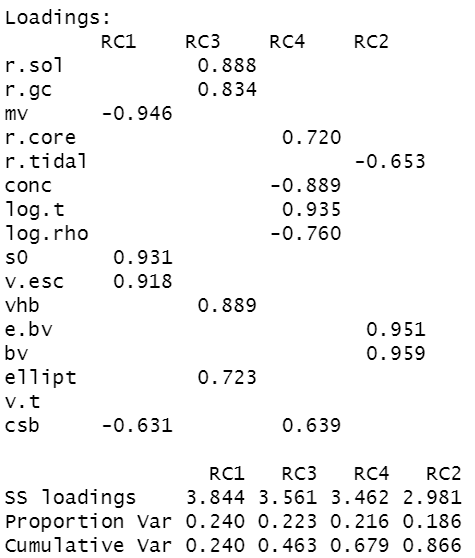 Loadings:
        RC1    RC3    RC4    RC2
r.sol           0.888
r.gc            0.834
mv      -0.946
r.core                 0.720
r.tidal                      -0.653
conc                  -0.889
log.t                  0.935
log.rho               -0.760
s0       0.931
v.esc    0.918
vhb             0.889
e.bv                          0.951
bv                            0.959
ellipt          0.723
v.t
csb     -0.631         0.639
                 RC1   RC3   RC4   RC2
SS loadings    3.844 3.561 3.462 2.981
Proportion Var 0.240 0.223 0.216 0.186
Cumulative Var 0.240 0.463 0.679 0.866